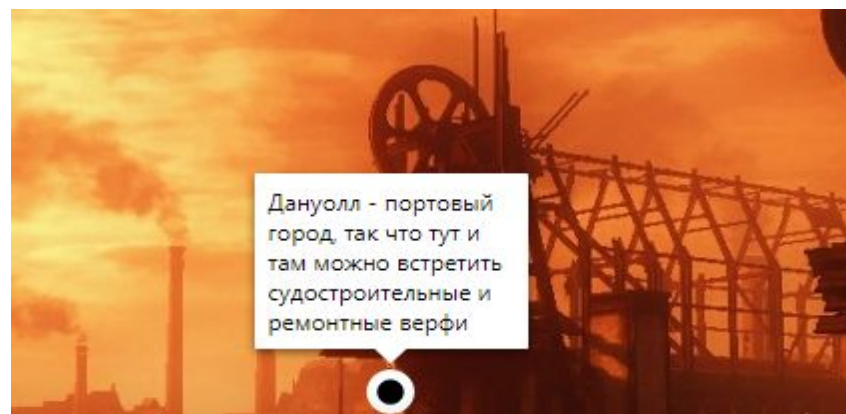 Дануолл - портовый
город, так что тут и
там можно встретить
судостроительные и
ремонтные верфи